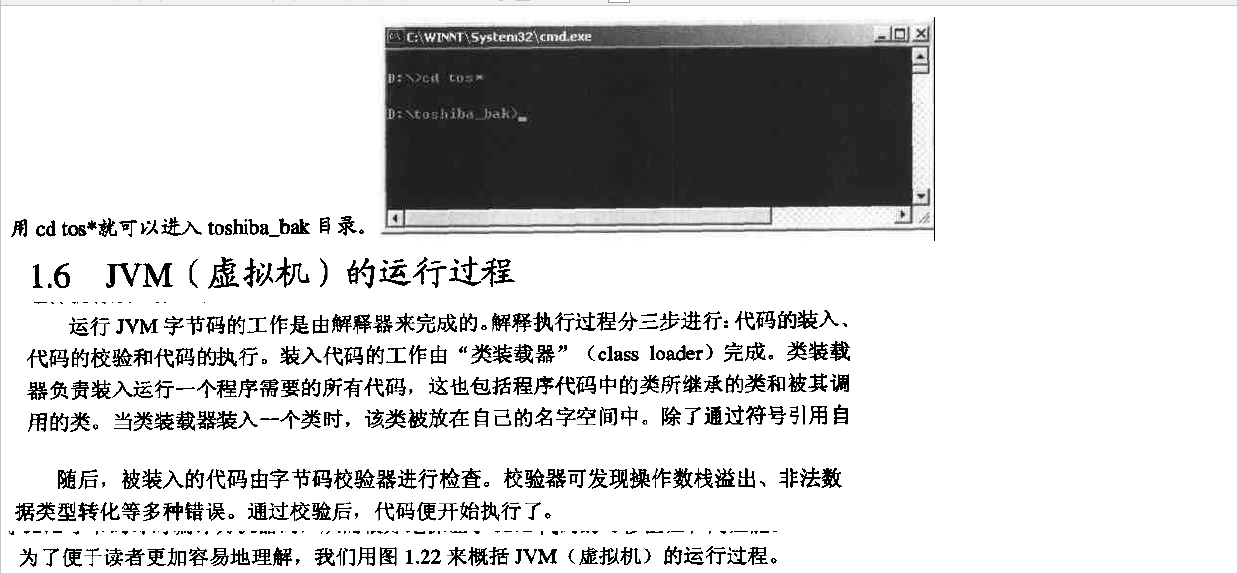 C:\WINNT\System32\cmd.exe
D:\>cd tos*
D:\toshiba_bak>_
用 cd tos*就可以进入 toshiba_bak 目录。
1.6 JVM（虚拟机）的运行过程
运行 JVM 字节码的工作是由解释器来完成的。解释执行过程分三步进行：代码的装入、
代码的校验和代码的执行。装入代码的工作由“类装载器”（class loader）完成。类装载
器负责装入运行一个程序需要的所有代码，这也包括程序代码中的类所继承的类和被其调
用的类。当类装载器装入一个类时，该类被放在自己的名字空间中。除了通过符号引用自
随后，被装入的代码由字节码校验器进行检查。校验器可发现操作数栈溢出、非法数
据类型转化等多种错误。通过校验后，代码便开始执行了。
为了便于读者更加容易地理解，我们用图 1.22 来概括 JVM（虚拟机）的运行过程。